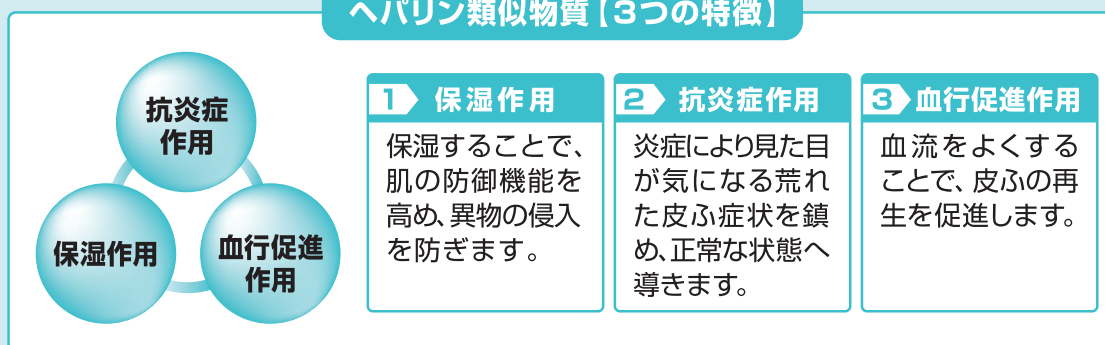 ヘパリン類似物質【3つの特徴】
抗炎症
作用
保湿作用
血行促進
作用
1 保湿作用
保湿することで、
肌の防御機能を
高め、異物の侵入
を防ぎます。
2 抗炎症作用
炎症により見た目
が気になる荒れ
た皮ふ症状を鎮
め、正常な状態へ
導きます。
3 血行促進作用
血流をよくする
ことで、皮ふの再
生を促進します。